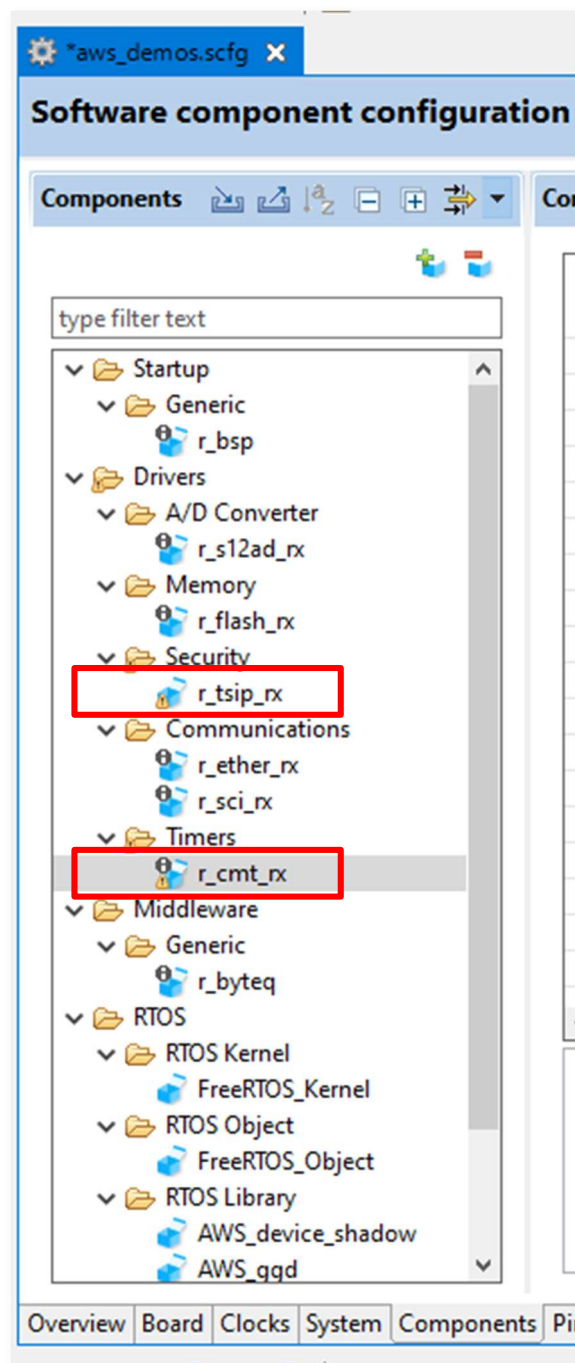 *aws_demos.scfg
Software component configuration
Components
type filter text
Startup
Generic
r_bsp
Drivers
A/D Converter
r_s12ad_rx
Memory
r_flash_rx
Security
r_tsip_rx
Communications
r_ether_rx
r_sci_rx
Timers
r_cmt_rx
Middleware
Generic
r_byteq
RTOS
RTOS Kernel
FreeRTOS_Kernel
RTOS Object
FreeRTOS_Object
RTOS Library
AWS_device_shadow
AWS_ggd
Overview Board Clocks System Components